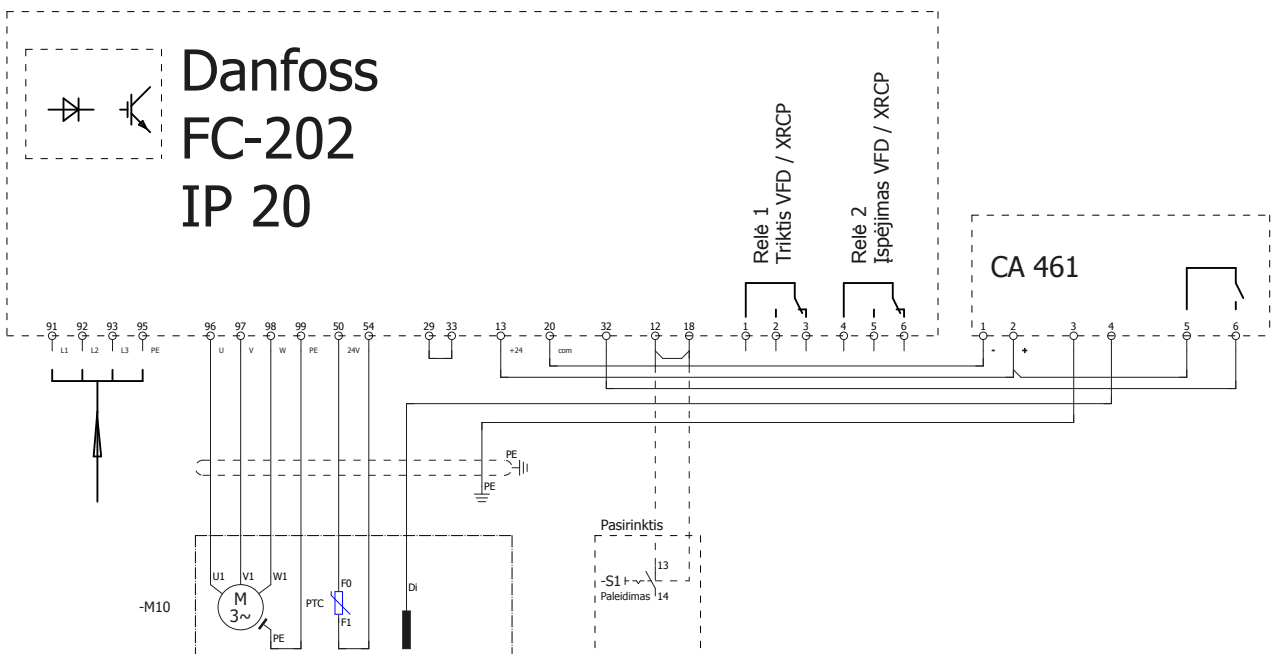 Danfoss
FC-202
IP 20
Relė 1
Triktis VFD / XRCP
Relė 2
Įspėjimas VFD / XRCP
CA 461
91 92 93 95 96 97 98 99 50 54 29 33 13 20 32 12 18 1 2 3 4 5 6 1 2 3 4 5 6
L1 L2 L3 PE U V W PE 24V +24 com - +
PE
PE
Pasirinktis
U1 V1 W1 F0 Di 13
-S1
-M10 M PTC Paleidimas 14
3~ F1
PE